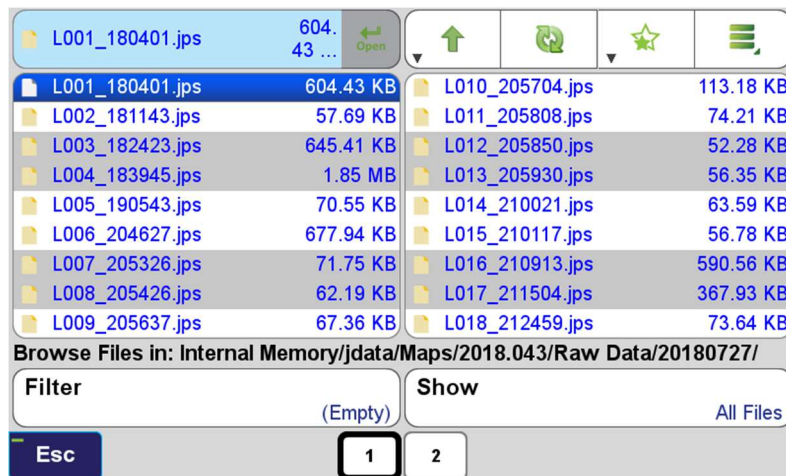 L001_180401.jps 604.
43 ... Open
L001_180401.jps 604.43 KB
L002_181143.jps 57.69 KB
L003_182423.jps 645.41 KB
L004_183945.jps 1.85 MB
L005_190543.jps 70.55 KB
L006_204627.jps 677.94 KB
L007_205326.jps 71.75 KB
L008_205426.jps 62.19 KB
L009_205637.jps 67.36 KB
L010_205704.jps 113.18 KB
L011_205808.jps 74.21 KB
L012_205850.jps 52.28 KB
L013_205930.jps 56.35 KB
L014_210021.jps 63.59 KB
L015_210117.jps 56.78 KB
L016_210913.jps 590.56 KB
L017_211504.jps 367.93 KB
L018_212459.jps 73.64 KB
Browse Files in: Internal Memory/jdata/Maps/2018.043/Raw Data/20180727/
Filter
(Empty)
Show
All Files
Esc 1 2